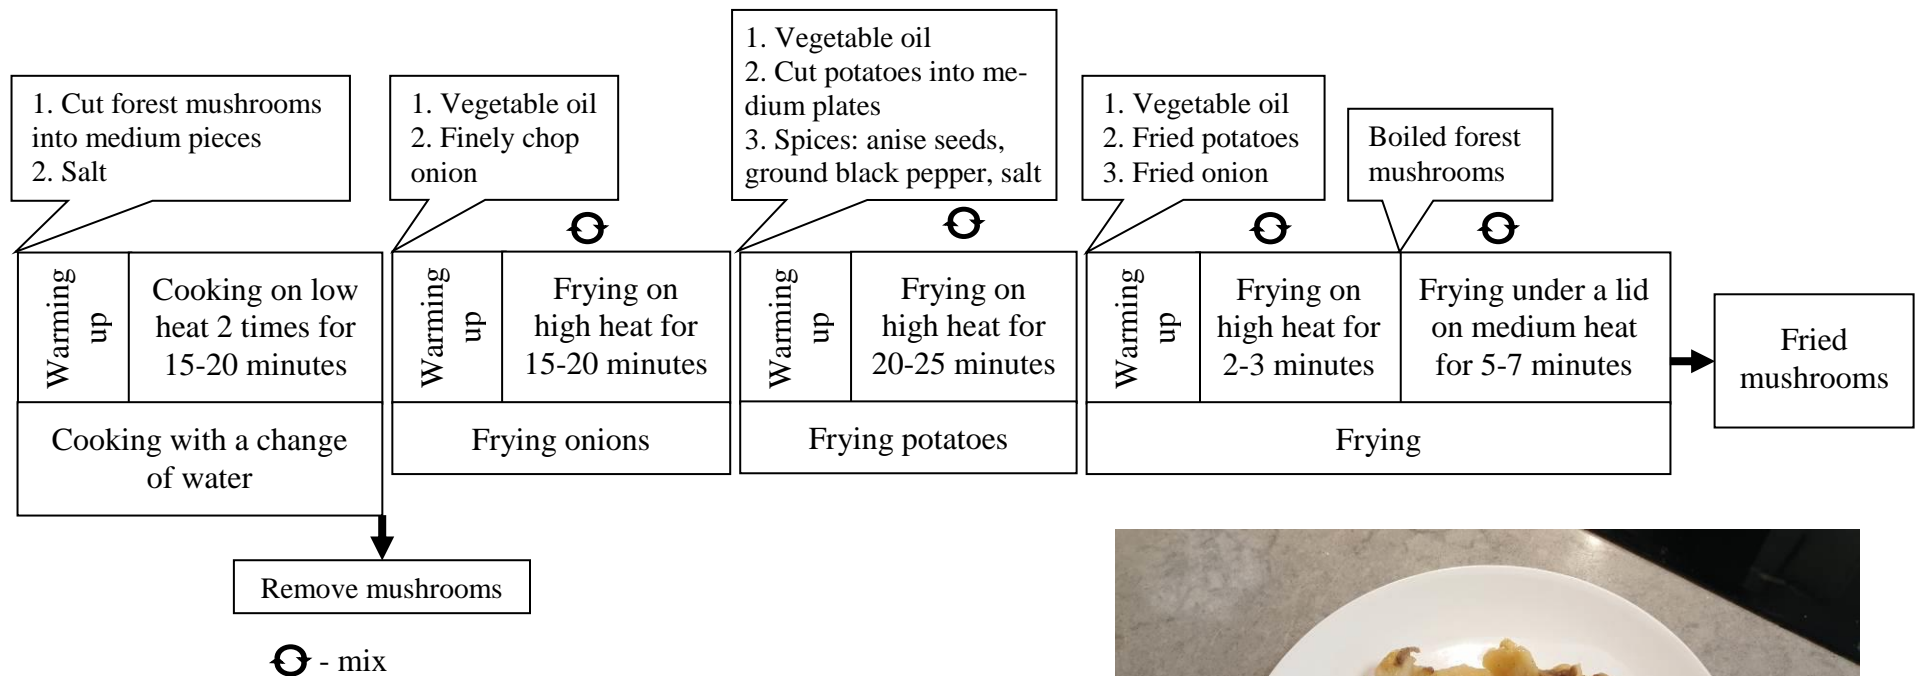 1. Cut forest mushrooms
into medium pieces
2. Salt
1. Vegetable oil
2. Finely chop
onion
1. Vegetable oil
2. Cut potatoes into me-
dium plates
3. Spices: anise seeds,
ground black pepper, salt
1. Vegetable oil
2. Fried potatoes
3. Fried onion
Boiled forest
mushrooms
Warming
up
Cooking on low
heat 2 times for
15-20 minutes
Warming
up
Frying on
high heat for
15-20 minutes
Warming
up
Frying on
high heat for
20-25 minutes
Warming
up
Frying on
high heat for
2-3 minutes
Frying under a lid
on medium heat
for 5-7 minutes
Fried
mushrooms
Cooking with a change
of water
Frying onions
Frying potatoes
Frying
Remove mushrooms
- mix